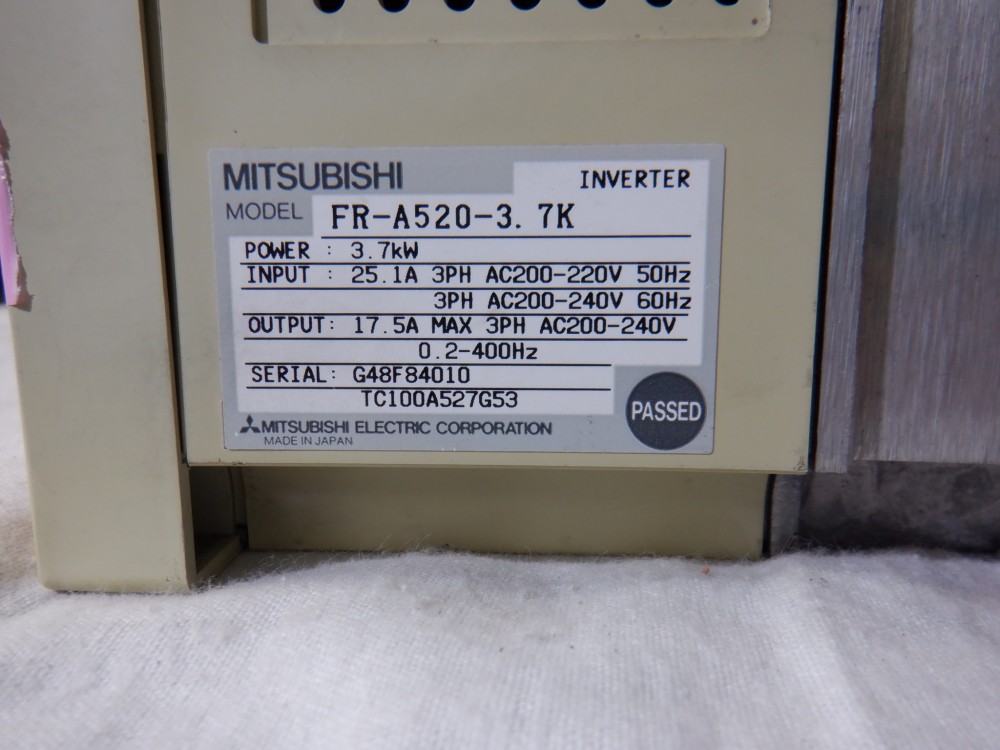 MITSUBISHI INVERTER
MODEL FR-A520-3.7K
POWER : 3.7kW
INPUT : 25.1A 3PH AC200-220V 50Hz
3PH AC200-240V 60Hz
OUTPUT: 17.5A MAX 3PH AC200-240V
0.2-400Hz
SERIAL: G48F84010
TC100A527G53
PASSED
MITSUBISHI ELECTRIC CORPORATION
MADE IN JAPAN